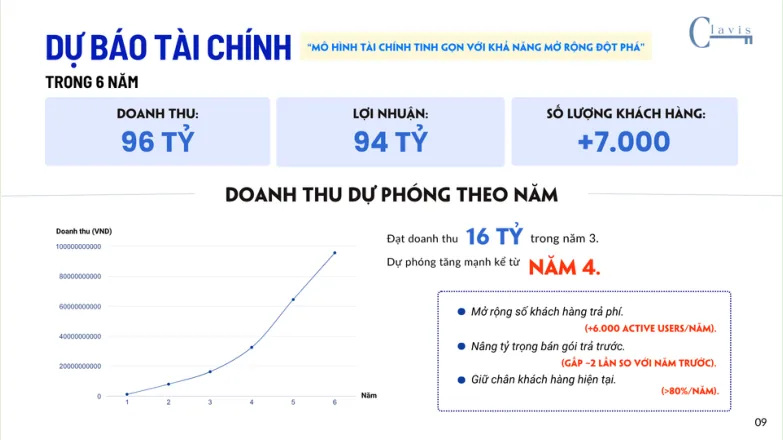 DỰ BÁO TÀI CHÍNH
"MÔ HÌNH TÀI CHÍNH TINH GỌN VỚI KHẢ NĂNG MỞ RỘNG ĐỘT PHÁ"
Clavis
TRONG 6 NĂM
DOANH THU:
96 TỶ
LỢI NHUẬN:
94 TỶ
SỐ LƯỢNG KHÁCH HÀNG:
+7.000
DOANH THU DỰ PHÓNG THEO NĂM
Doanh thu (VND)
100000000000
80000000000
60000000000
40000000000
20000000000
0
1 2 3 4 5 6
Năm
Đạt doanh thu 16 TỶ trong năm 3.
Dự phóng tăng mạnh kể từ NĂM 4.
Mở rộng số khách hàng trả phí.
(+6.000 ACTIVE USERS/NĂM).
Nâng tỷ trọng bán gói trả trước.
(GẤP ~2 LẦN SO VỚI NĂM TRƯỚC).
Giữ chân khách hàng hiện tại.
(>80%/NĂM).
09